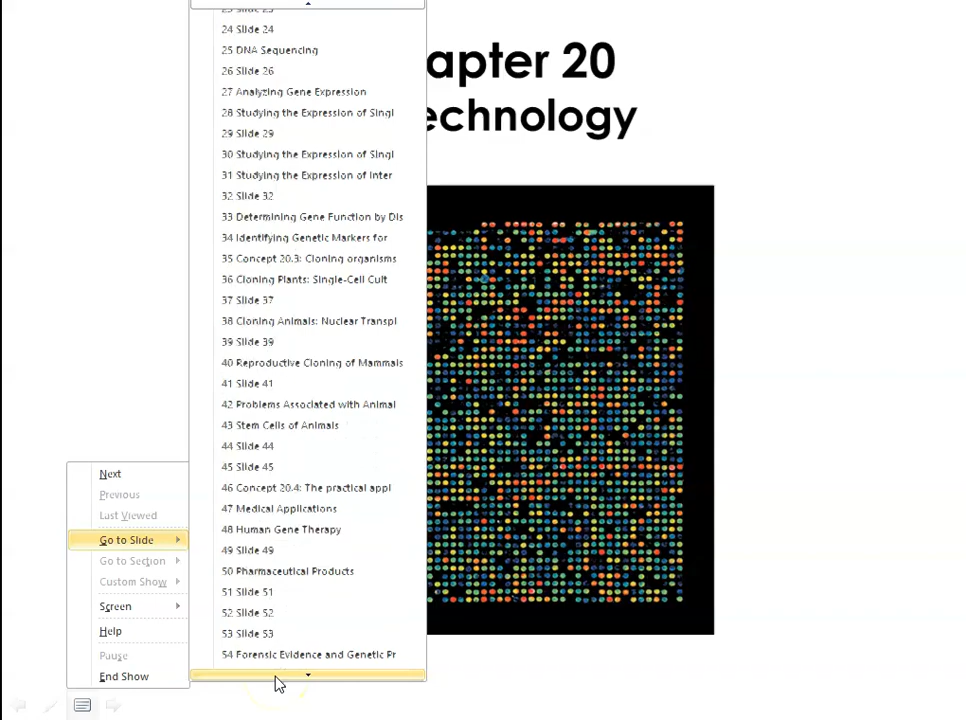 apter 20
echnology
24 Slide 24
25 DNA Sequencing
26 Slide 26
27 Analyzing Gene Expression
28 Studying the Expression of Singl
29 Slide 29
30 Studying the Expression of Singl
31 Studying the Expression of Inter
32 Slide 32
33 Determining Gene Function by Dis
34 Identifying Genetic Markers for
35 Concept 20.3: Cloning organisms
36 Cloning Plants: Single-Cell Cult
37 Slide 37
38 Cloning Animals: Nuclear Transpl
39 Slide 39
40 Reproductive Cloning of Mammals
41 Slide 41
42 Problems Associated with Animal
43 Stem Cells of Animals
44 Slide 44
45 Slide 45
46 Concept 20.4: The practical appl
47 Medical Applications
48 Human Gene Therapy
49 Slide 49
50 Pharmaceutical Products
51 Slide 51
52 Slide 52
53 Slide 53
54 Forensic Evidence and Genetic Pr
Next
Previous
Last Viewed
Go to Slide
Go to Section
Custom Show
Screen
Help
Pause
End Show